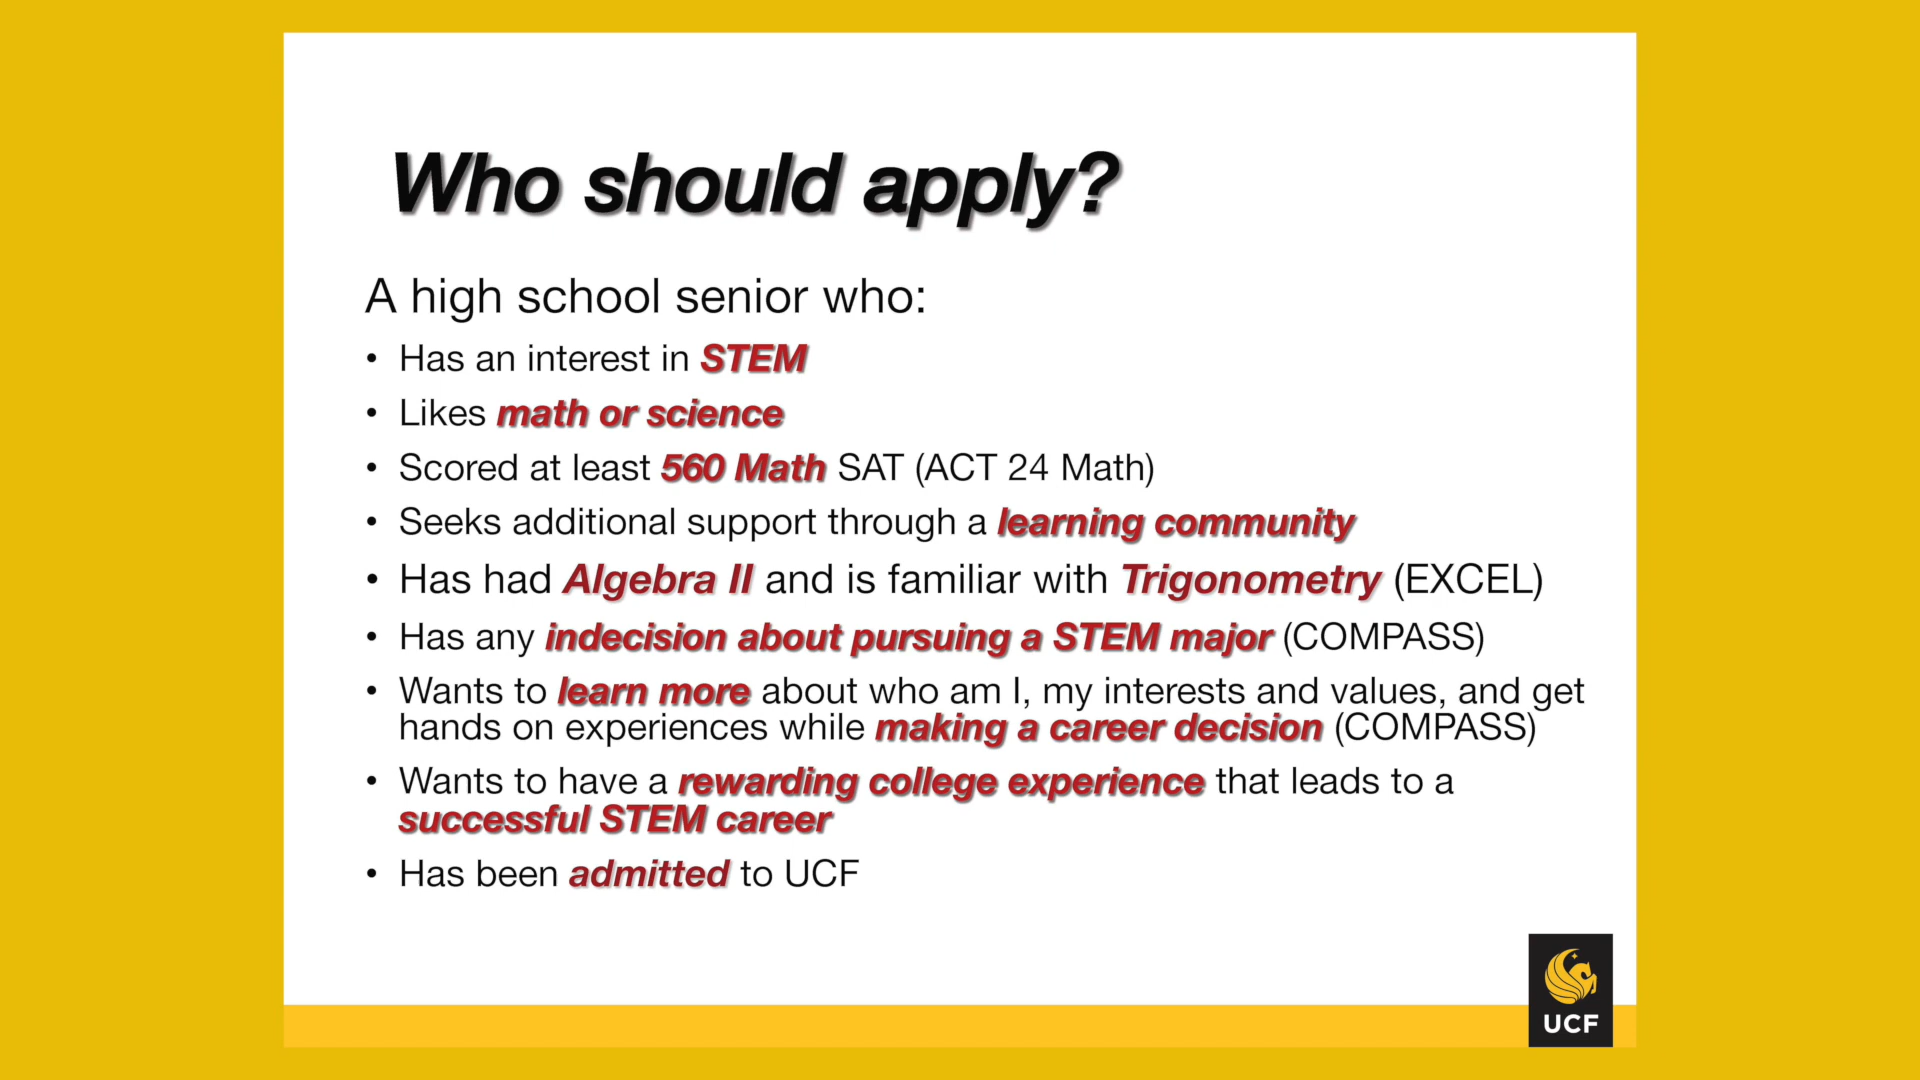 Who should apply?
A high school senior who:
• Has an interest in STEM
• Likes math or science
• Scored at least 560 Math SAT (ACT 24 Math)
• Seeks additional support through a learning community
• Has had Algebra II and is familiar with Trigonometry (EXCEL)
• Has any indecision about pursuing a STEM major (COMPASS)
• Wants to learn more about who am I, my interests and values, and get
hands on experiences while making a career decision (COMPASS)
• Wants to have a rewarding college experience that leads to a
successful STEM career
• Has been admitted to UCF
UCF